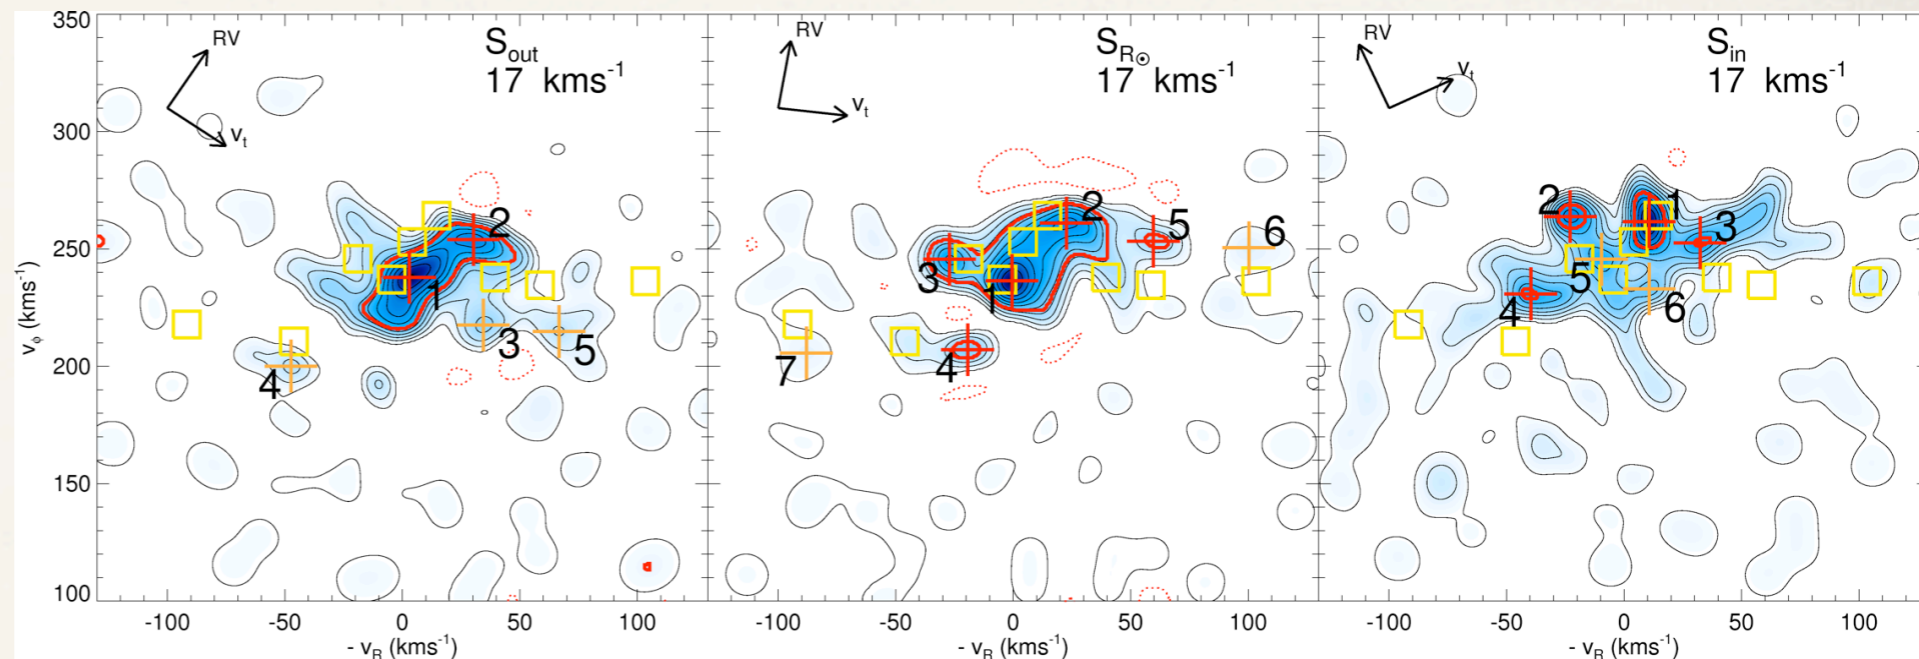 S_out
17 kms⁻¹
RV
v_t
2
1
3
5
4
S_R☉
17 kms⁻¹
RV
v_t
2
5
6
3
1
4
7
S_in
17 kms⁻¹
RV
v_t
2
1
3
5
6
4
350
300
250
200
150
100
v_ϕ (kms⁻¹)
-100 -50 0 50 100
-100 -50 0 50 100
-100 -50 0 50 100
- v_R (kms⁻¹)
- v_R (kms⁻¹)
- v_R (kms⁻¹)